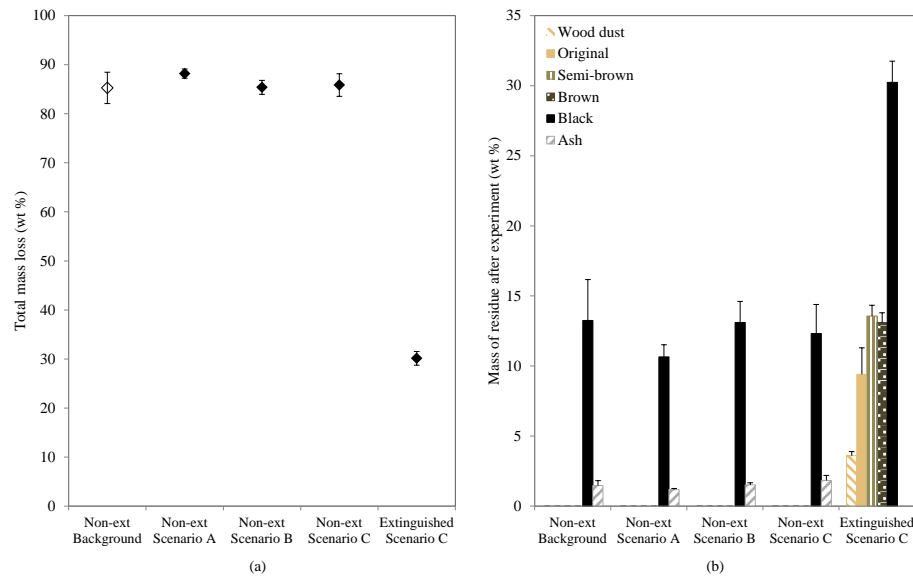 100
90
80
70
60
50
40
30
20
10
0
Total mass loss (wt %)
Non-ext Background
Non-ext Scenario A
Non-ext Scenario B
Non-ext Scenario C
Extinguished Scenario C
(a)
35
30
25
20
15
10
5
0
Mass of residue after experiment (wt %)
Wood dust
Original
Semi-brown
Brown
Black
Ash
Non-ext Background
Non-ext Scenario A
Non-ext Scenario B
Non-ext Scenario C
Extinguished Scenario C
(b)